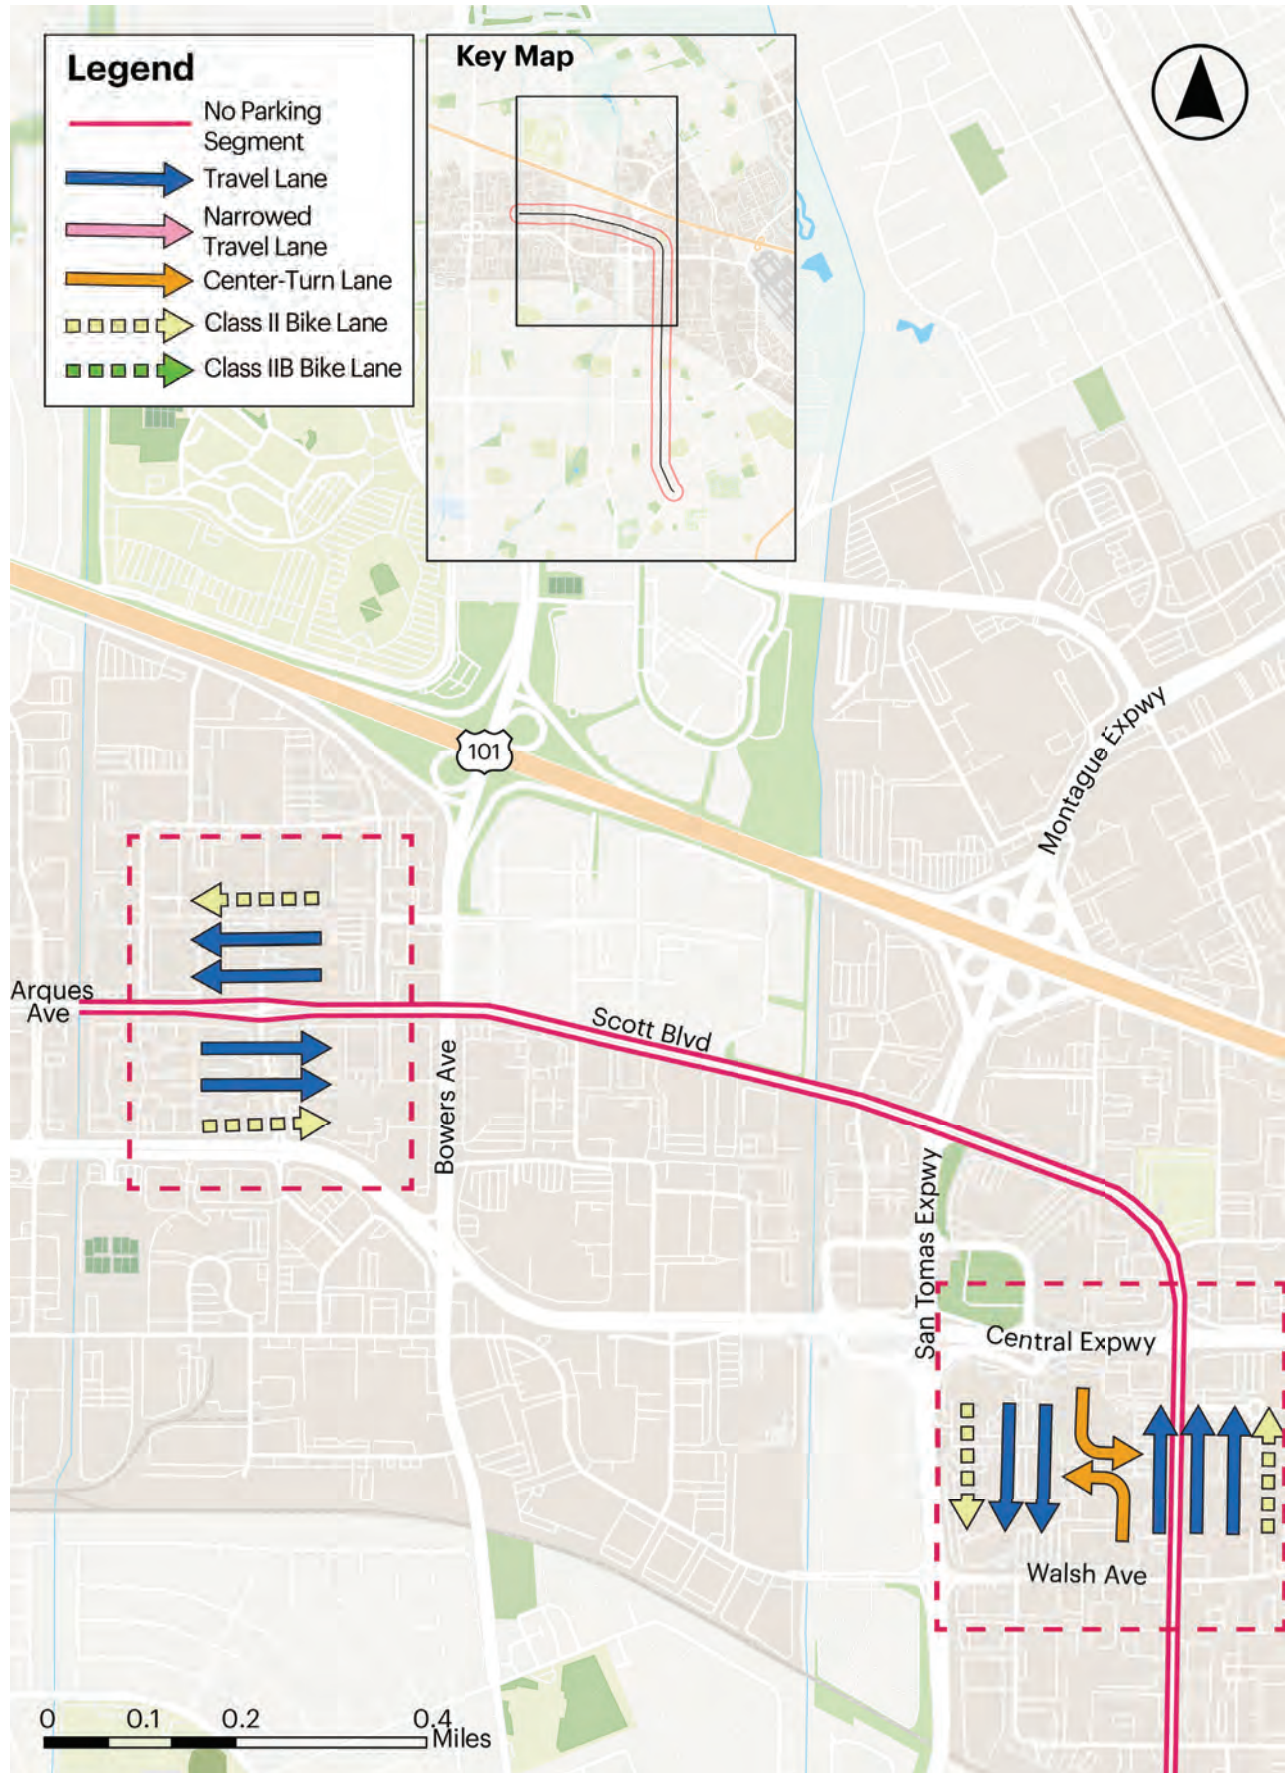 Legend
No Parking
Segment
Travel Lane
Narrowed
Travel Lane
Center-Turn Lane
Class II Bike Lane
Class IIB Bike Lane
Key Map
101
Montague Expwy
Arques
Ave
Scott Blvd
Bowers Ave
San Tomas Expwy
Central Expwy
Walsh Ave
0 0.1 0.2 0.4
Miles